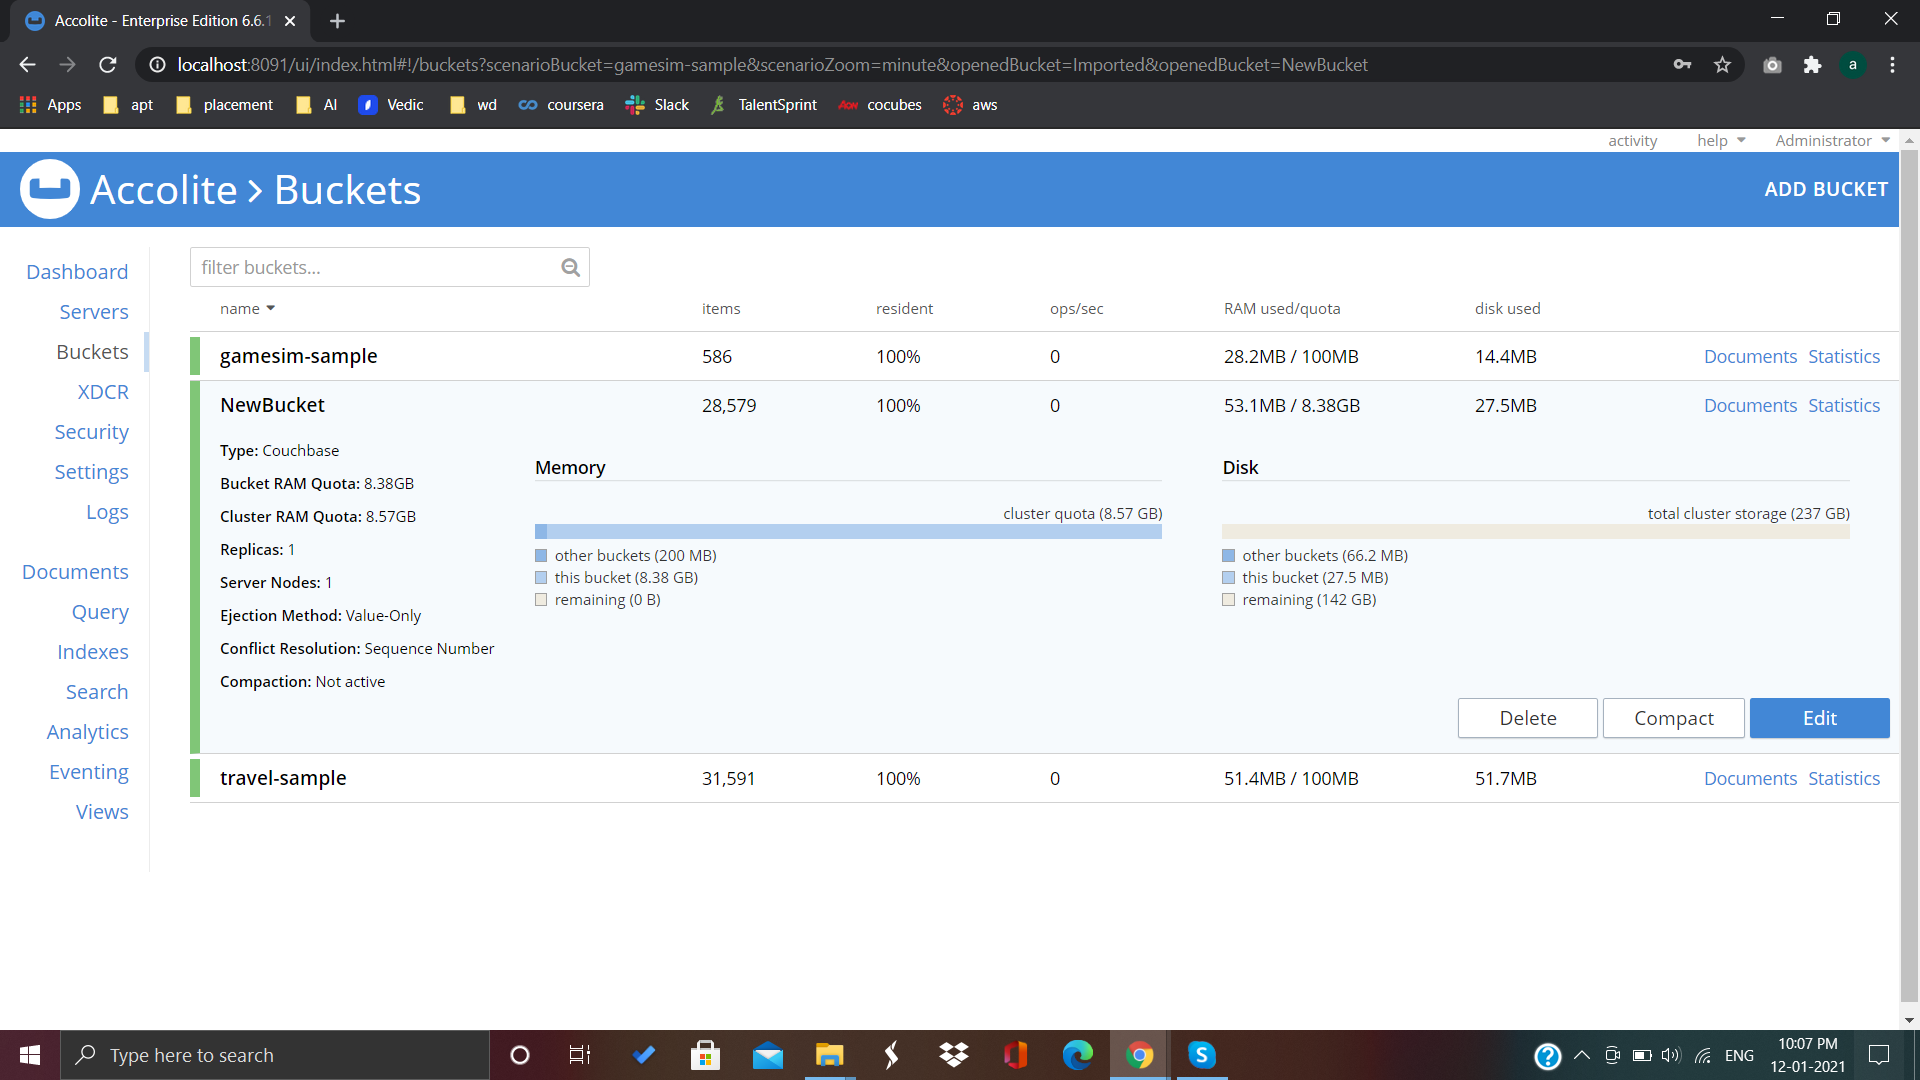 Accolite - Enterprise Edition 6.6.1
localhost:8091/ui/index.html#!/buckets?scenarioBucket=gamesim-sample&scenarioZoom=minute&openedBucket=Imported&openedBucket=NewBucket
a
Apps apt placement AI Vedic wd coursera Slack TalentSprint AON cocubes aws
activity help Administrator
Accolite > Buckets ADD BUCKET
Dashboard
Servers
Buckets
XDCR
Security
Settings
Logs
Documents
Query
Indexes
Search
Analytics
Eventing
Views
filter buckets...
name items resident ops/sec RAM used/quota disk used
gamesim-sample 586 100% 0 28.2MB / 100MB 14.4MB Documents Statistics
NewBucket 28,579 100% 0 53.1MB / 8.38GB 27.5MB Documents Statistics
Type: Couchbase
Bucket RAM Quota: 8.38GB
Cluster RAM Quota: 8.57GB
Replicas: 1
Server Nodes: 1
Ejection Method: Value-Only
Conflict Resolution: Sequence Number
Compaction: Not active
Memory
cluster quota (8.57 GB)
other buckets (200 MB)
this bucket (8.38 GB)
remaining (0 B)
Disk
total cluster storage (237 GB)
other buckets (66.2 MB)
this bucket (27.5 MB)
remaining (142 GB)
Delete Compact Edit
travel-sample 31,591 100% 0 51.4MB / 100MB 51.7MB Documents Statistics
Type here to search
ENG
10:07 PM
12-01-2021